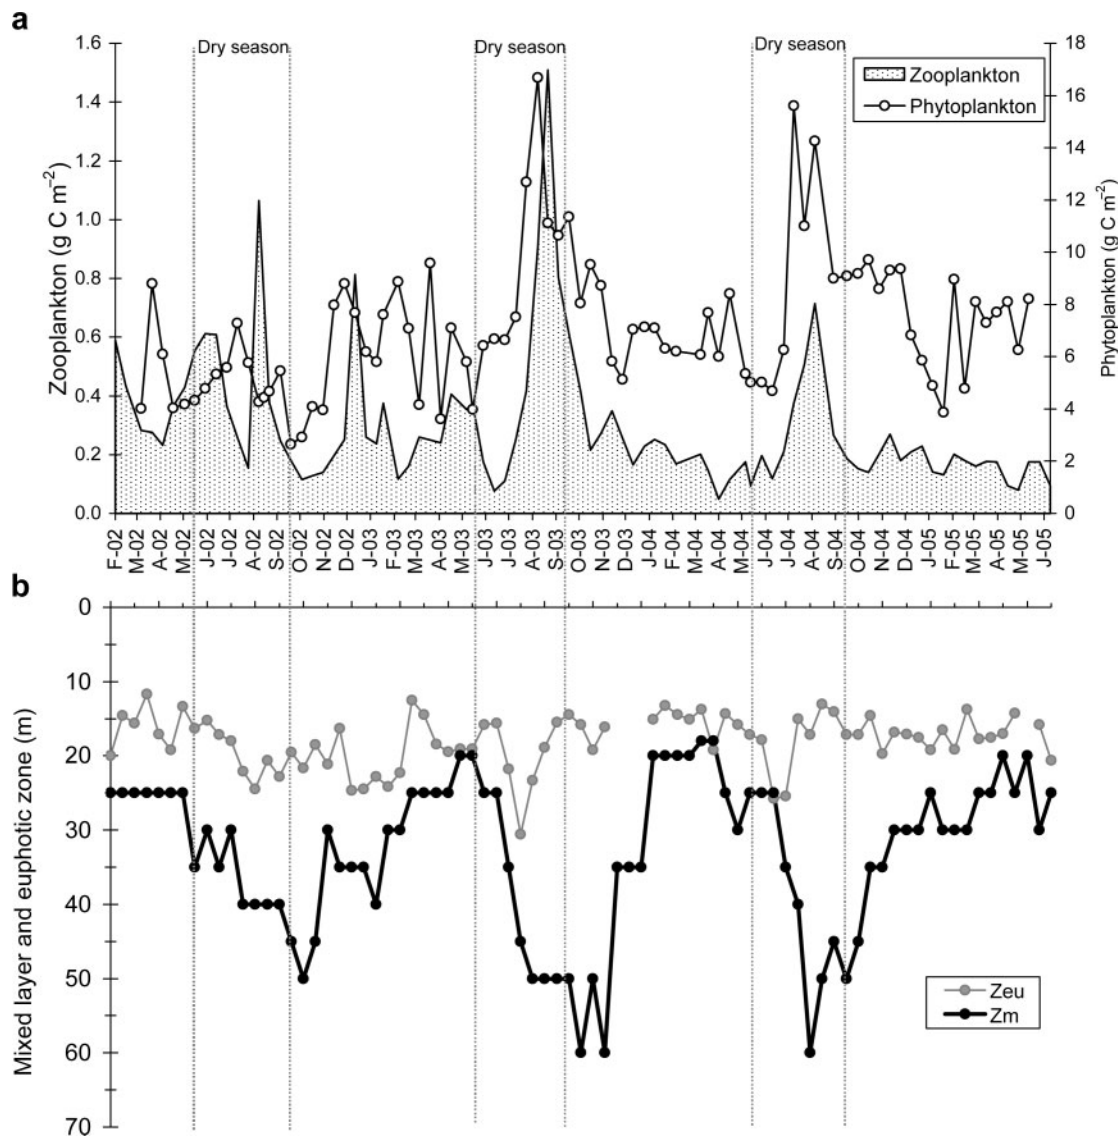 a
Dry season Dry season Dry season
Zooplankton (g C m⁻²)
1.6
1.4
1.2
1.0
0.8
0.6
0.4
0.2
0.0
Zooplankton
Phytoplankton
18
16
14
12
10
8
6
4
2
0
Phytoplankton (g C m⁻²)
F-02 M-02 A-02 M-02 J-02 J-02 A-02 S-02 O-02 N-02 D-02 J-03 F-03 M-03 A-03 M-03 J-03 J-03 A-03 S-03 O-03 N-03 D-03 J-04 F-04 M-04 A-04 M-04 J-04 J-04 A-04 S-04 O-04 N-04 D-04 J-05 F-05 M-05 A-05 M-05 J-05
b
Mixed layer and euphotic zone (m)
0
10
20
30
40
50
60
70
Zeu
Zm